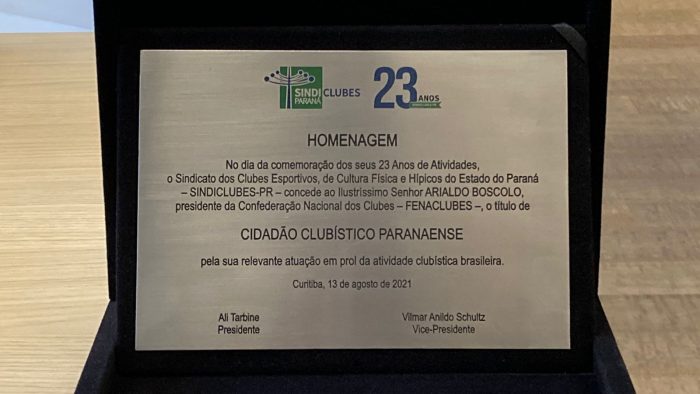 SINDI CLUBES
PARANÁ
23 ANOS
HOMENAGEM
No dia da comemoração dos seus 23 Anos de Atividades,
o Sindicato dos Clubes Esportivos, de Cultura Física e Hípicos do Estado do Paraná
– SINDICLUBES-PR – concede ao Ilustríssimo Senhor ARIALDO BOSCOLO,
presidente da Confederação Nacional dos Clubes – FENACLUBES –, o título de
CIDADÃO CLUBÍSTICO PARANAENSE
pela sua relevante atuação em prol da atividade clubística brasileira.
Curitiba, 13 de agosto de 2021
Ali Tarbine
Presidente
Vilmar Anildo Schultz
Vice-Presidente